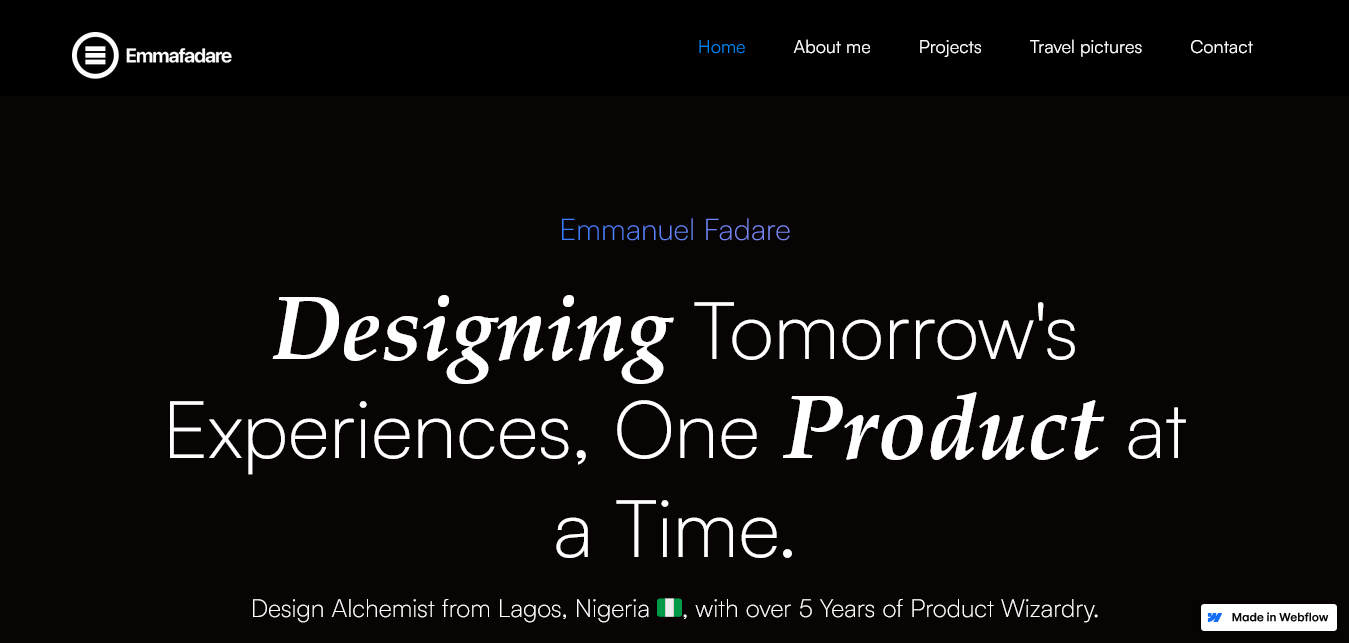 Emmafadare
Home About me Projects Travel pictures Contact
Emmanuel Fadare
Designing Tomorrow's
Experiences, One Product at
a Time.
Design Alchemist from Lagos, Nigeria 🇳🇬, with over 5 Years of Product Wizardry.
Made in Webflow